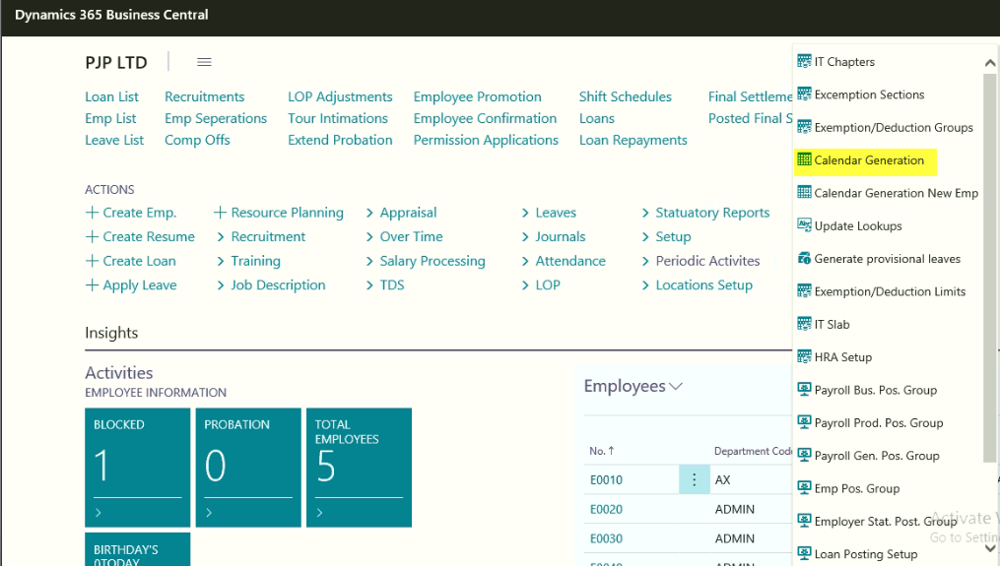 Dynamics 365 Business Central
PJP LTD
Loan List Recruitments LOP Adjustments Employee Promotion Shift Schedules Final Settleme
Emp List Emp Seperations Tour Intimations Employee Confirmation Loans Posted Final S
Leave List Comp Offs Extend Probation Permission Applications Loan Repayments
ACTIONS
+ Create Emp. + Resource Planning > Appraisal > Leaves > Statuatory Reports
+ Create Resume > Recruitment > Over Time > Journals > Setup
+ Create Loan > Training > Salary Processing > Attendance > Periodic Activites
+ Apply Leave > Job Description > TDS > LOP > Locations Setup
Insights
Activities
EMPLOYEE INFORMATION
BLOCKED
1
PROBATION
0
TOTAL
EMPLOYEES
5
BIRTHDAY'S
0TODAY
Employees
No. ↑ Department Code
E0010 AX
E0020 ADMIN
E0030 ADMIN
E0040 ADMIN
IT Chapters
Excemption Sections
Exemption/Deduction Groups
Calendar Generation
Calendar Generation New Emp
Update Lookups
Generate provisional leaves
Exemption/Deduction Limits
IT Slab
HRA Setup
Payroll Bus. Pos. Group
Payroll Prod. Pos. Group
Payroll Gen. Pos. Group
Emp Pos. Group
Employer Stat. Post. Group
Loan Posting Setup
Activate W
Go to Settin